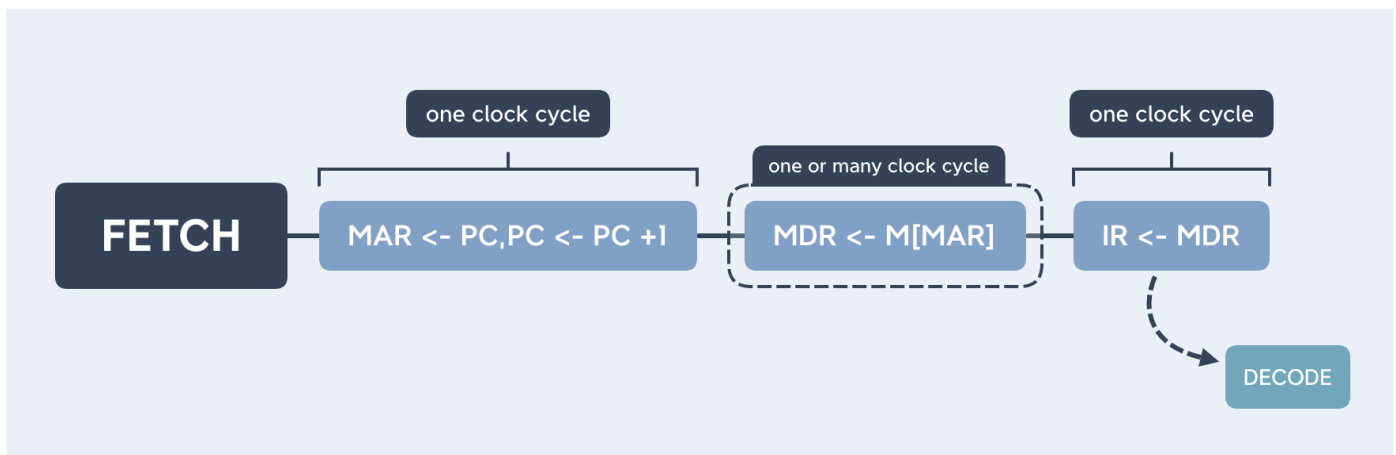 one clock cycle
one clock cycle
one or many clock cycle
FETCH
MAR <- PC,PC <- PC +1
MDR <- M[MAR]
IR <- MDR
DECODE